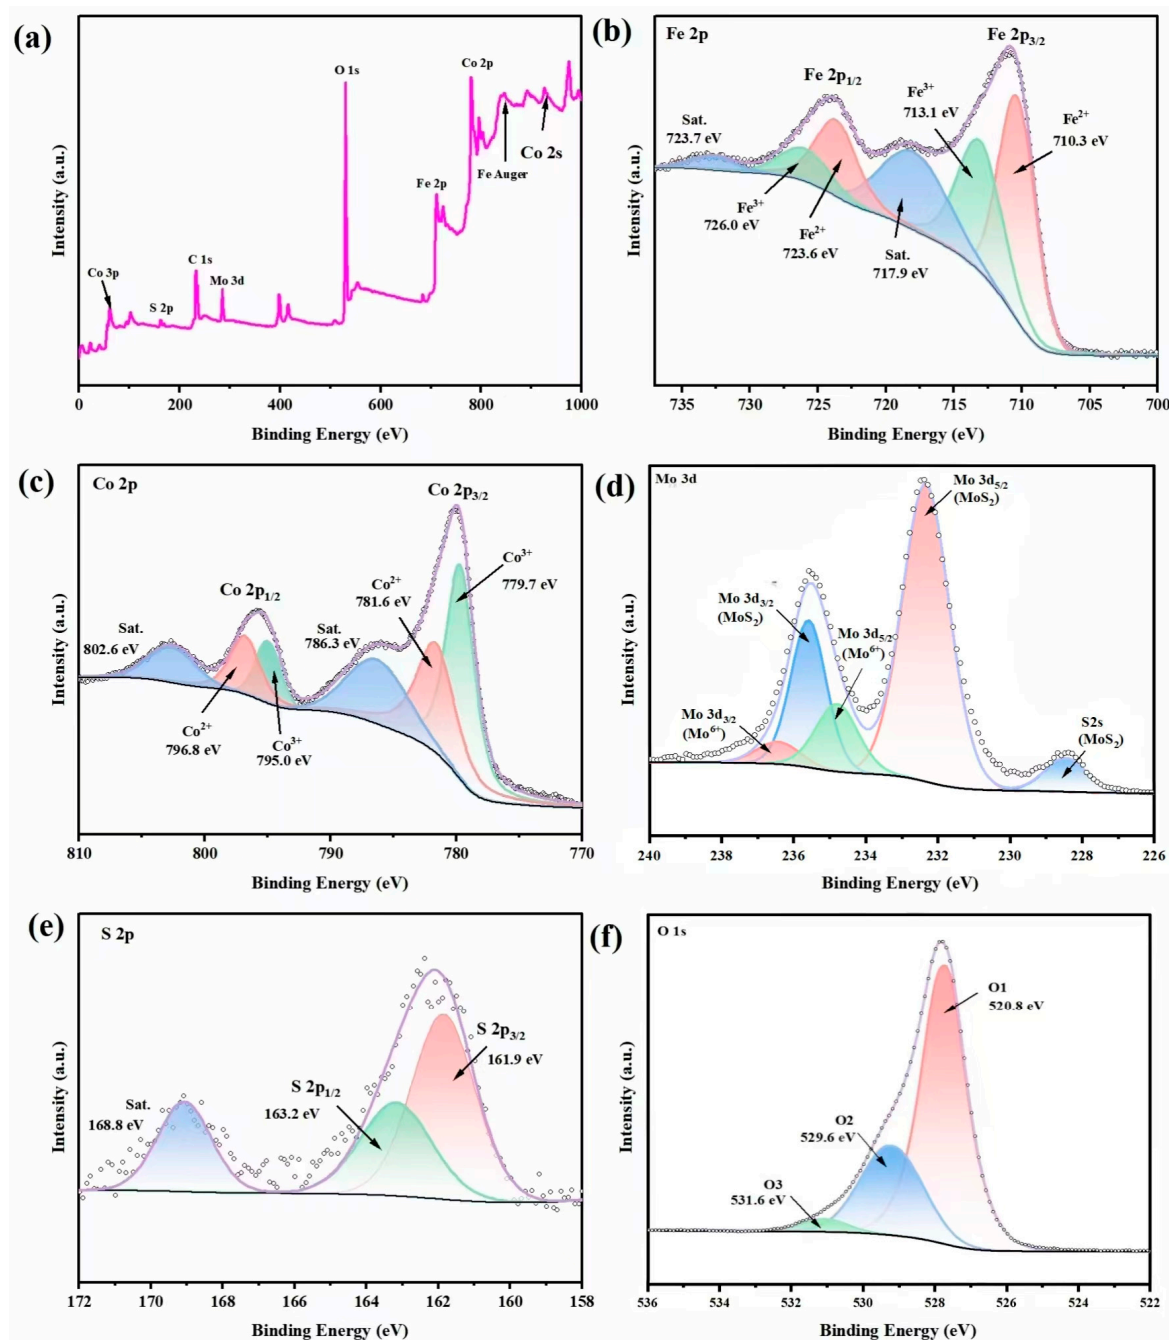 (a)
O 1s
Co 2p
Fe Auger
Co 2s
Fe 2p
C 1s
Mo 3d
Co 3p
S 2p
Intensity (a.u.)
0 200 400 600 800 1000
Binding Energy (eV)
(b)
Fe 2p
Fe 2p3/2
Fe 2p1/2
Fe3+
713.1 eV
Fe2+
710.3 eV
Sat.
723.7 eV
Fe3+
726.0 eV
Fe2+
723.6 eV
Sat.
717.9 eV
Intensity (a.u.)
735 730 725 720 715 710 705 700
Binding Energy (eV)
(c)
Co 2p
Co 2p3/2
Co3+
779.7 eV
Co2+
781.6 eV
Co 2p1/2
Sat.
786.3 eV
Sat.
802.6 eV
Co2+
796.8 eV
Co3+
795.0 eV
Intensity (a.u.)
810 800 790 780 770
Binding Energy (eV)
(d)
Mo 3d
Mo 3d5/2
(MoS2)
Mo 3d3/2
(MoS2)
Mo 3d5/2
(Mo6+)
Mo 3d3/2
(Mo6+)
S2s
(MoS2)
Intensity (a.u.)
240 238 236 234 232 230 228 226
Binding Energy (eV)
(e)
S 2p
S 2p3/2
161.9 eV
S 2p1/2
163.2 eV
Sat.
168.8 eV
Intensity (a.u.)
172 170 168 166 164 162 160 158
Binding Energy (eV)
(f)
O 1s
O1
520.8 eV
O2
529.6 eV
O3
531.6 eV
Intensity (a.u.)
536 534 532 530 528 526 524 522
Binding Energy (eV)